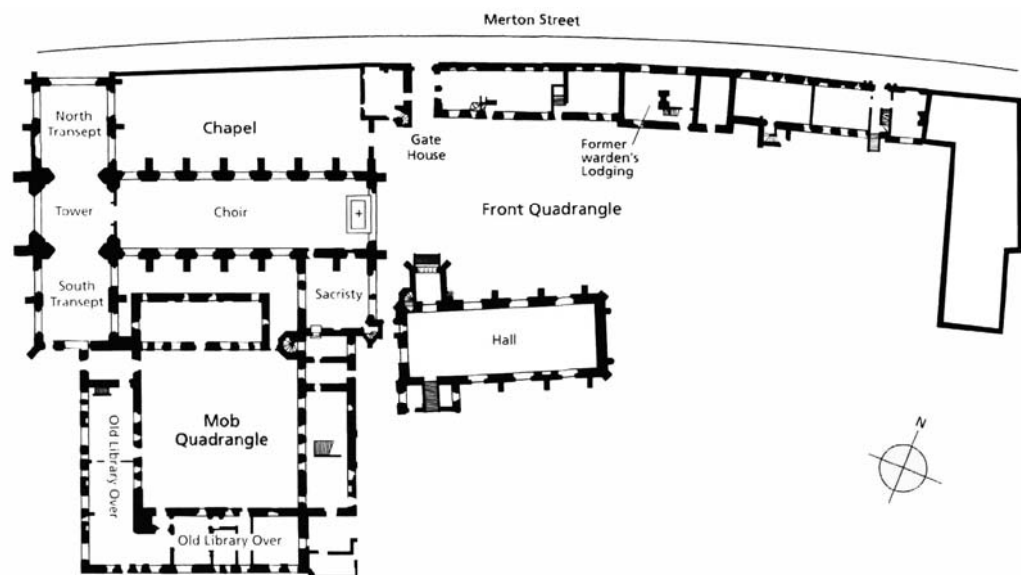 Merton Street
North
Transept
Chapel
Gate
House
Former
warden's
Lodging
Tower
Choir
Front Quadrangle
South
Transept
Sacristy
Hall
Mob
Quadrangle
Old Library Over
Old Library Over
N